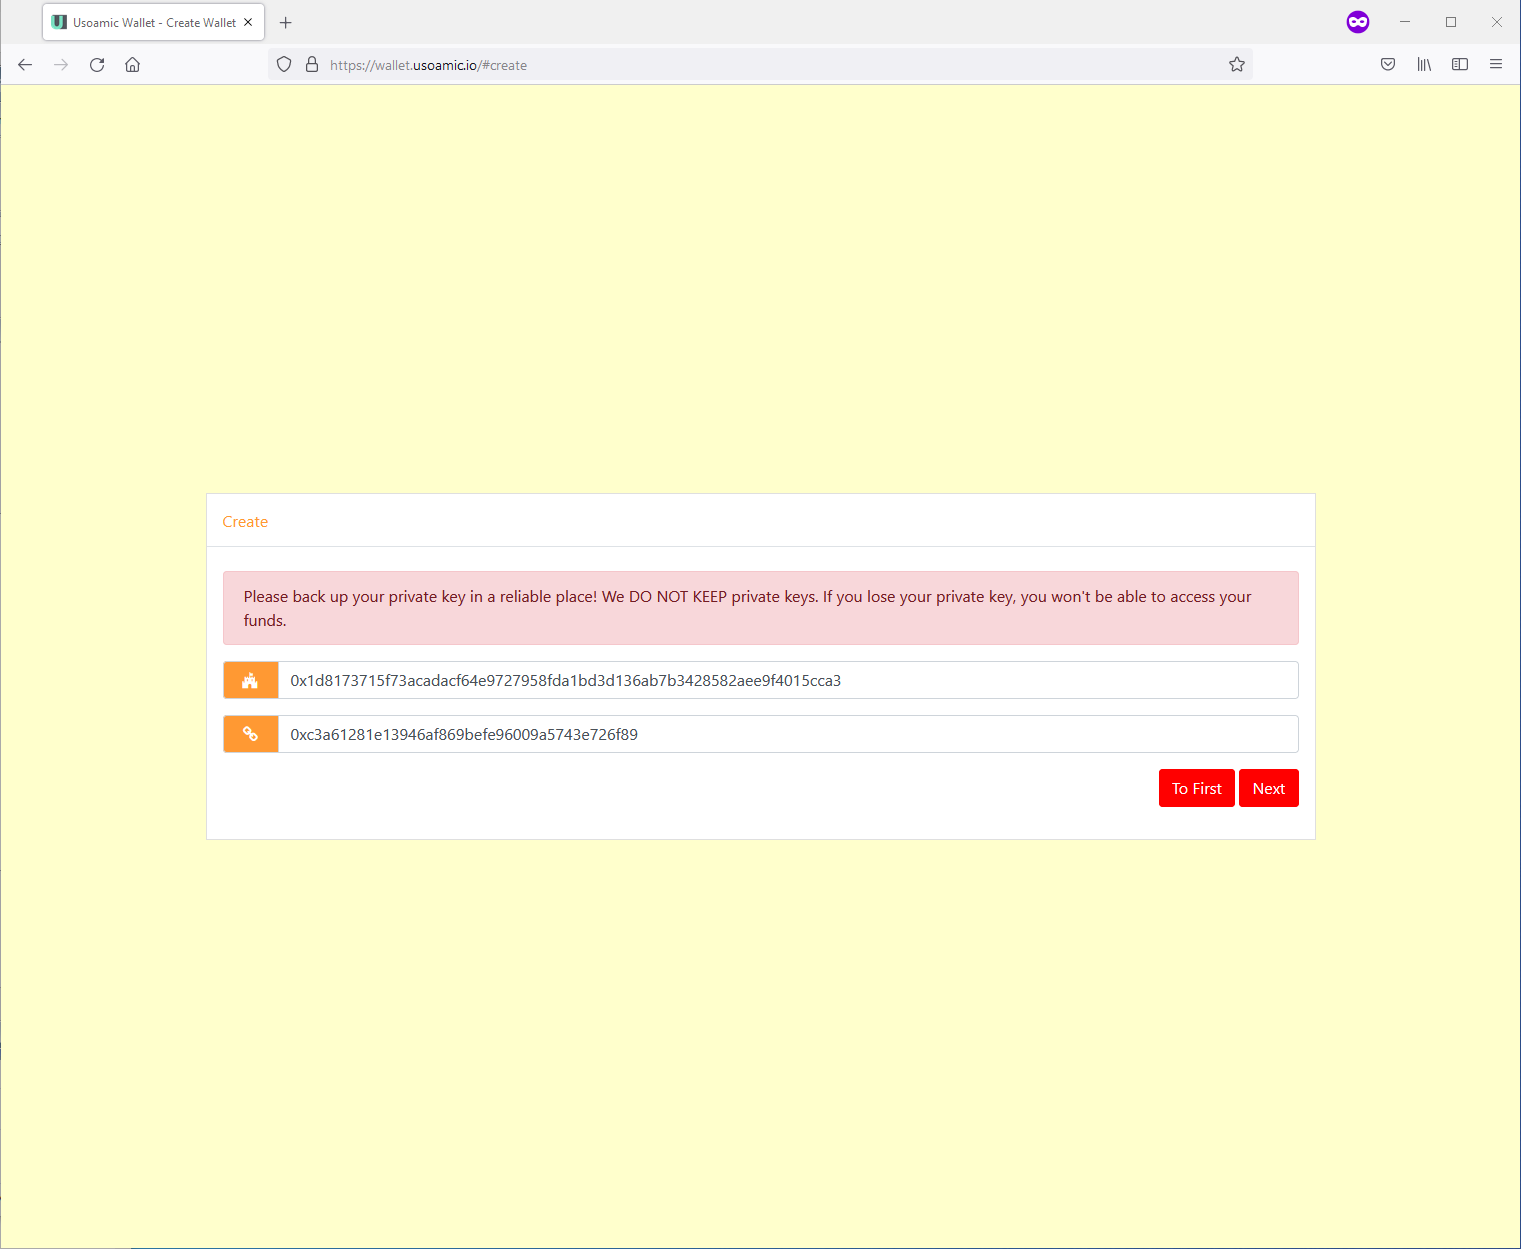 Usoamic Wallet - Create Wallet
https://wallet.usoamic.io/#create
Create
Please back up your private key in a reliable place! We DO NOT KEEP private keys. If you lose your private key, you won't be able to access your
funds.
0x1d8173715f73acadacf64e9727958fda1bd3d136ab7b3428582aee9f4015cca3
0xc3a61281e13946af869befe96009a5743e726f89
To First Next